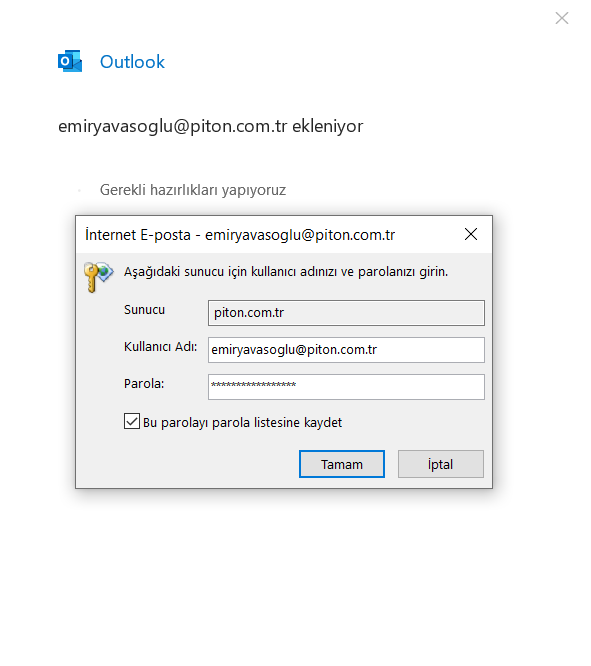 Outlook
emiryavasoglu@piton.com.tr ekleniyor
Gerekli hazırlıkları yapıyoruz
İnternet E-posta - emiryavasoglu@piton.com.tr
Aşağıdaki sunucu için kullanıcı adınızı ve parolanızı girin.
Sunucu piton.com.tr
Kullanıcı Adı: emiryavasoglu@piton.com.tr
Parola: *****************
Bu parolayı parola listesine kaydet
Tamam İptal